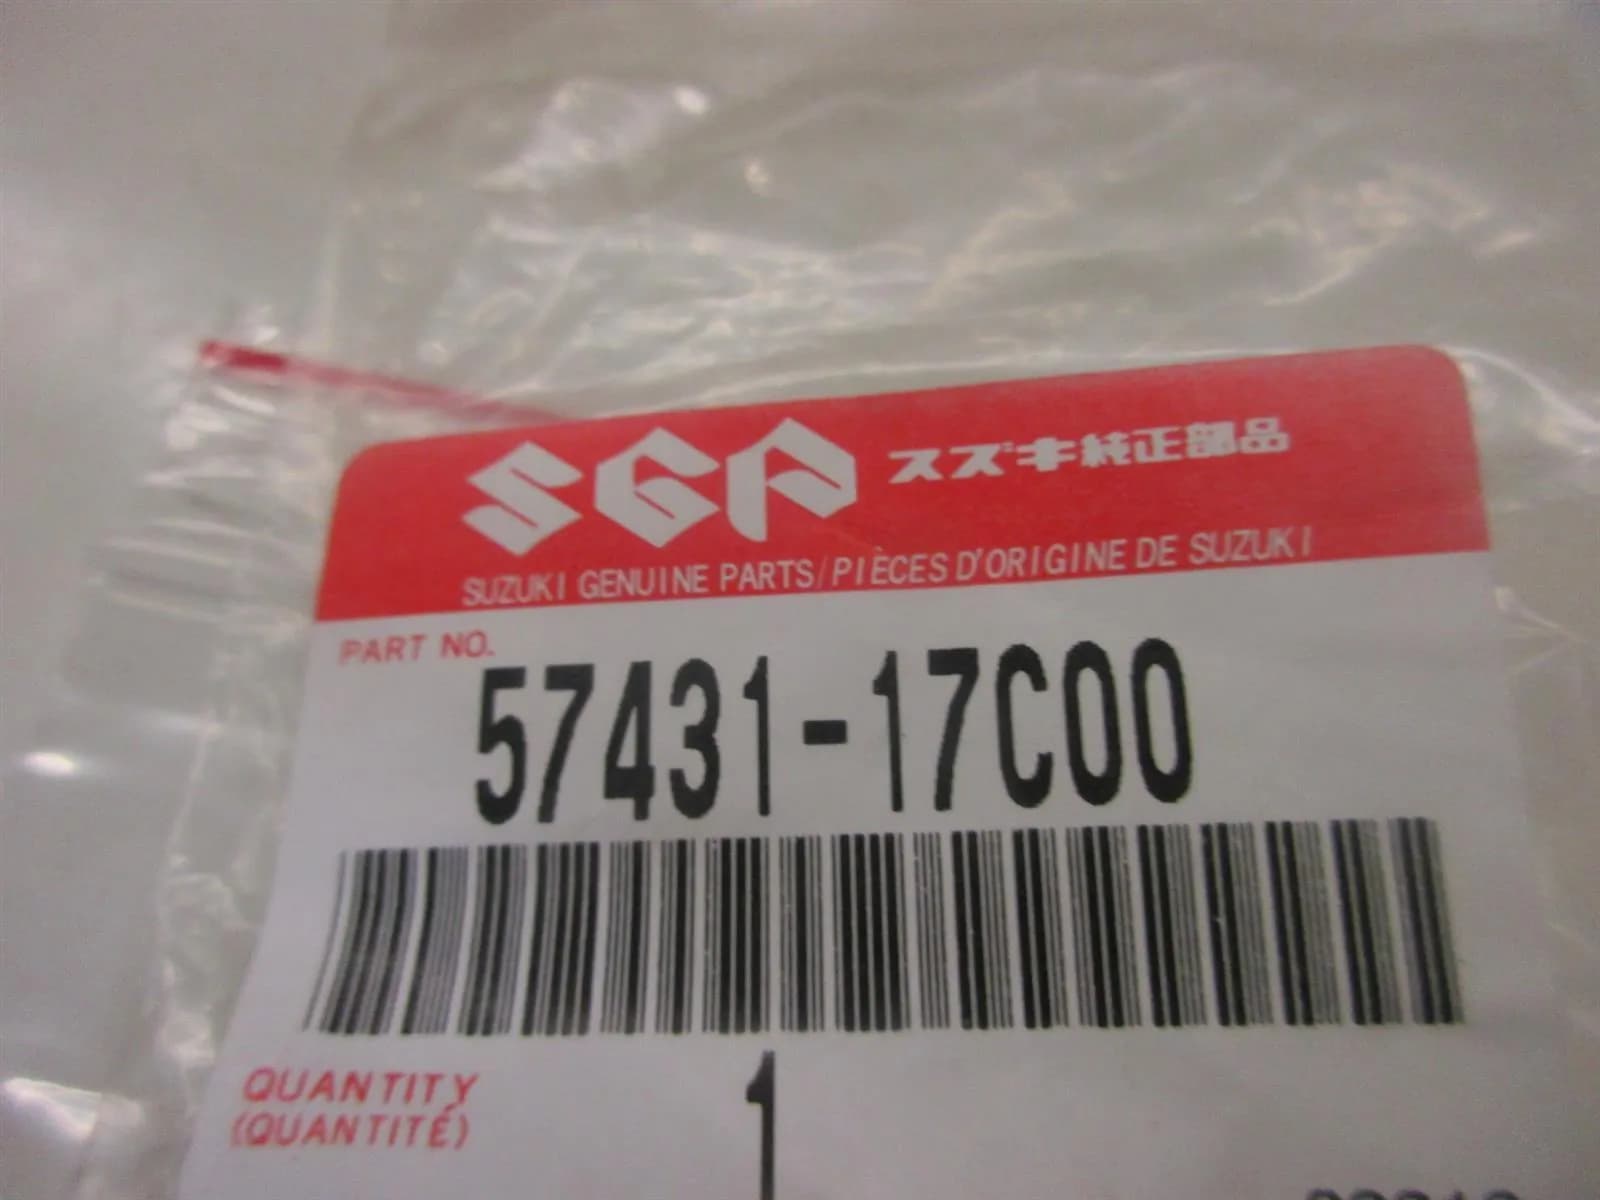 SGP スズキ純正部品
SUZUKI GENUINE PARTS/PIÈCES D'ORIGINE DE SUZUKI
PART NO.
57431-17C00
QUANTITY 1
(QUANTITÉ)